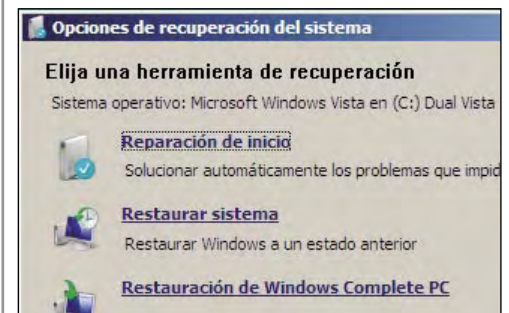 Opciones de recuperación del sistema
Elija una herramienta de recuperación
Sistema operativo: Microsoft Windows Vista en (C:) Dual Vista
Reparación de inicio
Solucionar automáticamente los problemas que impid
Restaurar sistema
Restaurar Windows a un estado anterior
Restauración de Windows Complete PC